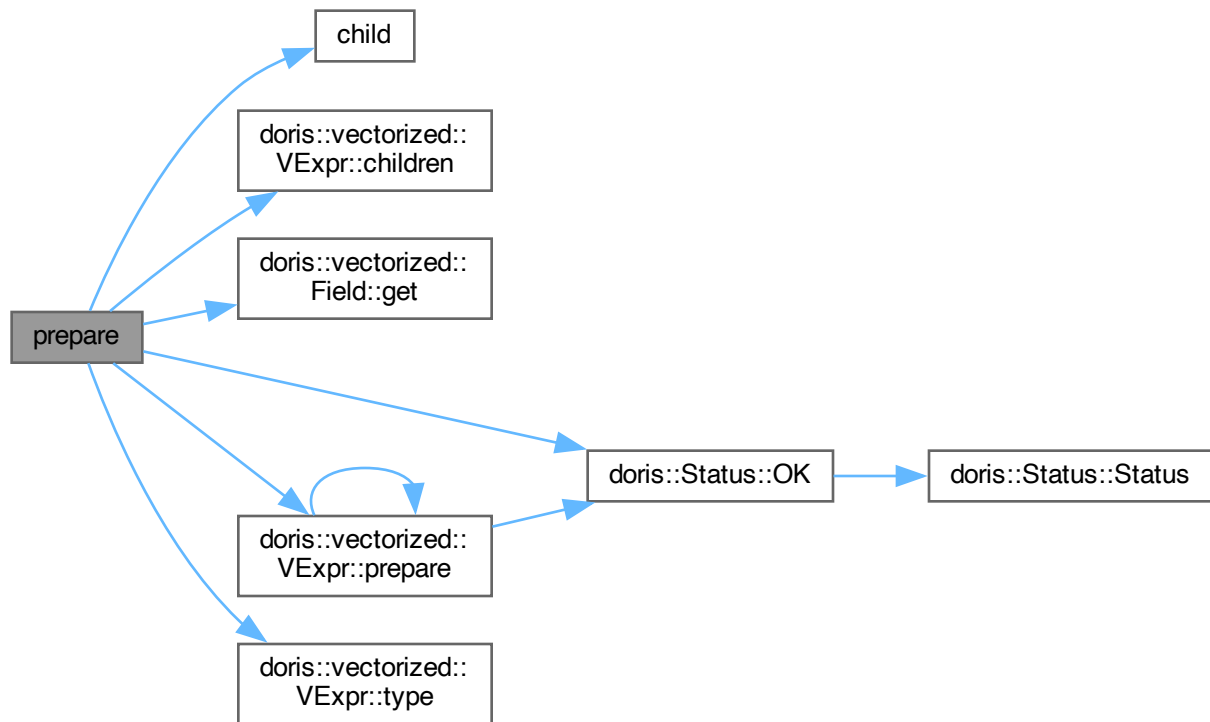 child
doris::vectorized::
VExpr::children
doris::vectorized::
Field::get
prepare
doris::Status::OK
doris::Status::Status
doris::vectorized::
VExpr::prepare
doris::vectorized::
VExpr::type